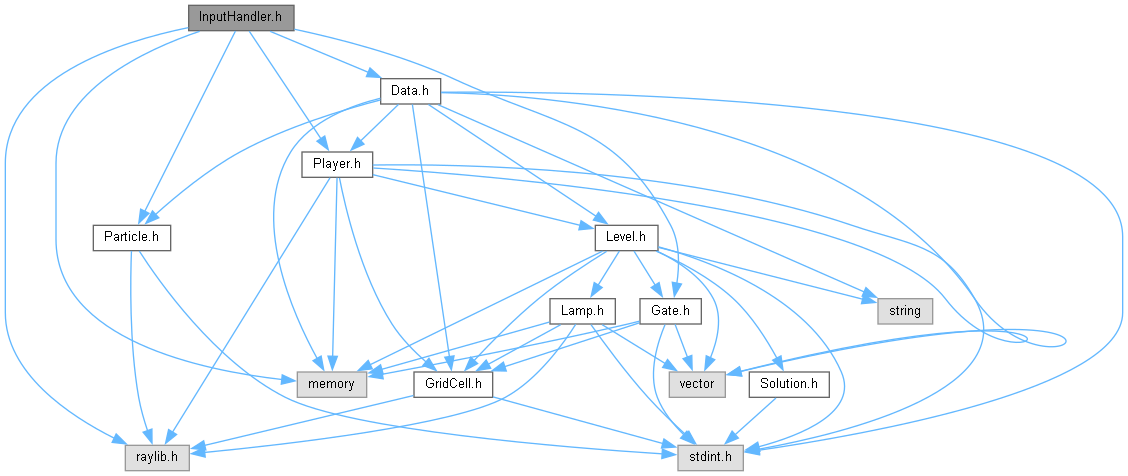 InputHandler.h
Data.h
Player.h
Particle.h
Level.h
Lamp.h
Gate.h
string
memory
GridCell.h
vector
Solution.h
raylib.h
stdint.h